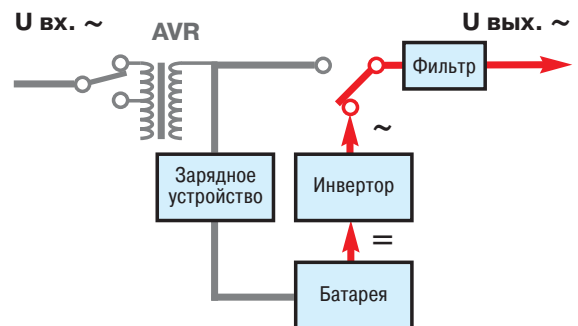 U вх. ~
AVR
U вых. ~
Фильтр
~
Зарядное
устройство
Инвертор
=
Батарея